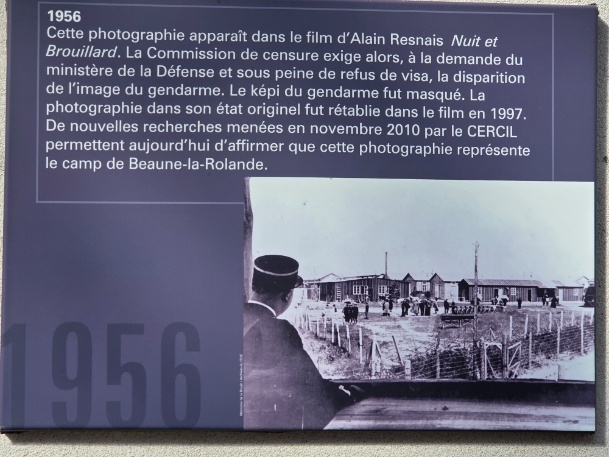 1956
Cette photographie apparaît dans le film d'Alain Resnais Nuit et
Brouillard. La Commission de censure exige alors, à la demande du
ministère de la Défense et sous peine de refus de visa, la disparition
de l'image du gendarme. Le képi du gendarme fut masqué. La
photographie dans son état originel fut rétablie dans le film en 1997.
De nouvelles recherches menées en novembre 2010 par le CERCIL
permettent aujourd'hui d'affirmer que cette photographie représente
le camp de Beaune-la-Rolande.
1956